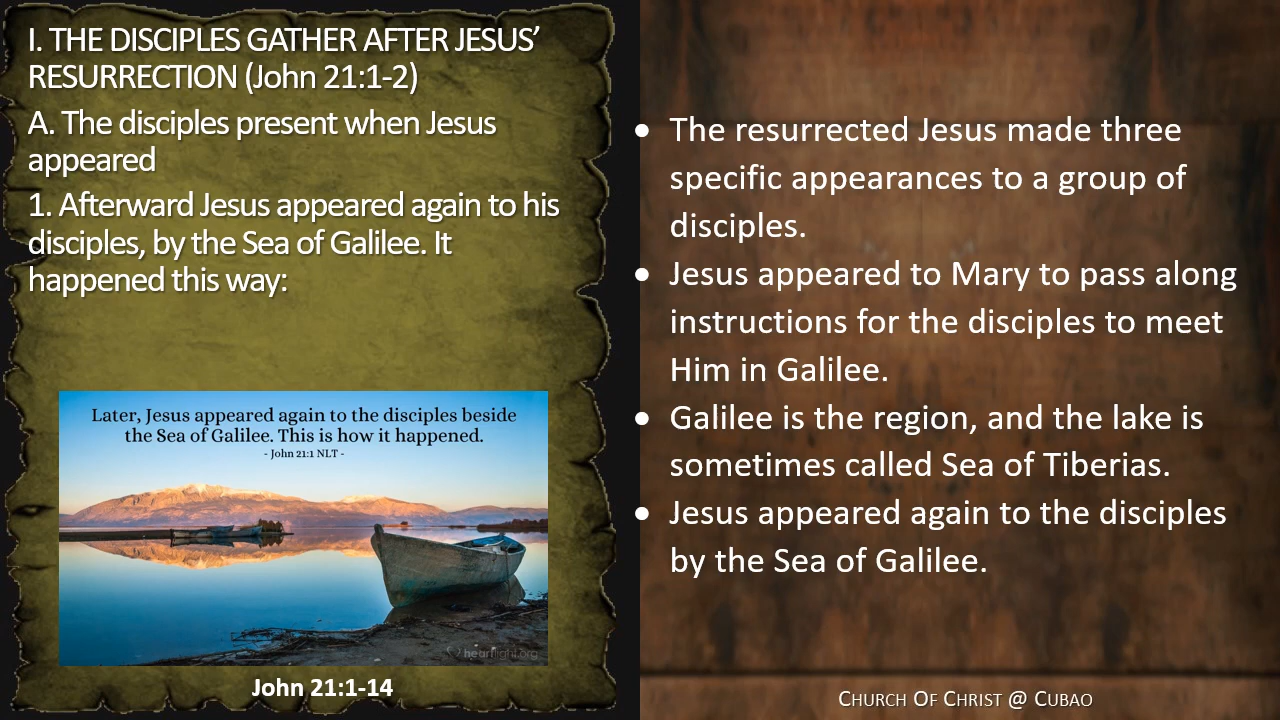 I. THE DISCIPLES GATHER AFTER JESUS’
RESURRECTION (John 21:1-2)
A. The disciples present when Jesus
appeared
1. Afterward Jesus appeared again to his
disciples, by the Sea of Galilee. It
happened this way:
Later, Jesus appeared again to the disciples beside
the Sea of Galilee. This is how it happened.
- John 21:1 NLT -
heartlight.org
John 21:1-14
● The resurrected Jesus made three
specific appearances to a group of
disciples.
● Jesus appeared to Mary to pass along
instructions for the disciples to meet
Him in Galilee.
● Galilee is the region, and the lake is
sometimes called Sea of Tiberias.
● Jesus appeared again to the disciples
by the Sea of Galilee.
CHURCH OF CHRIST @ CUBAO